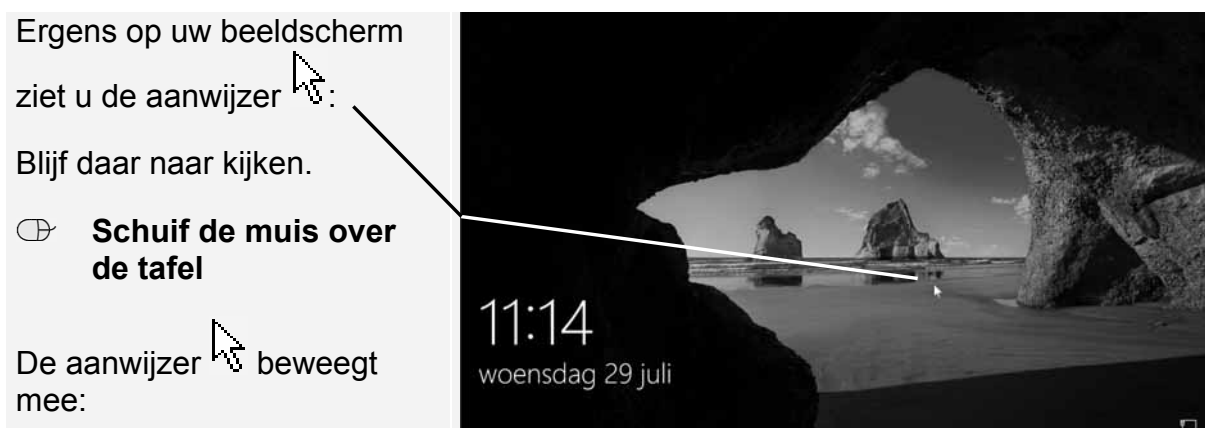 Ergens op uw beeldscherm
ziet u de aanwijzer :
Blijf daar naar kijken.
Schuif de muis over
de tafel
De aanwijzer beweegt
mee:
11:14
woensdag 29 juli